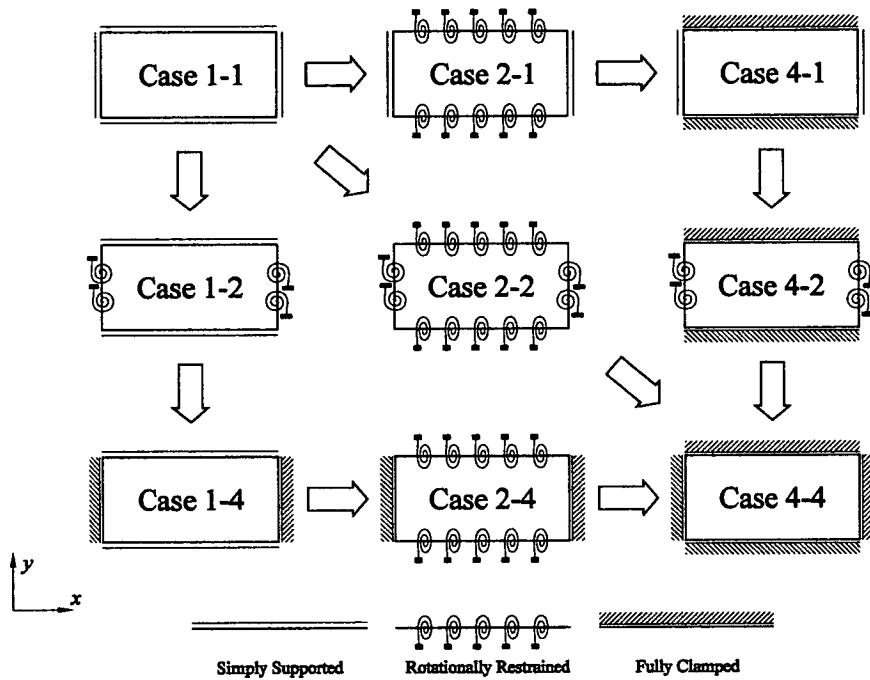 Case 1-1
Case 2-1
Case 4-1
Case 1-2
Case 2-2
Case 4-2
Case 1-4
Case 2-4
Case 4-4
y
x
Simply Supported
Rotationally Restrained
Fully Clamped